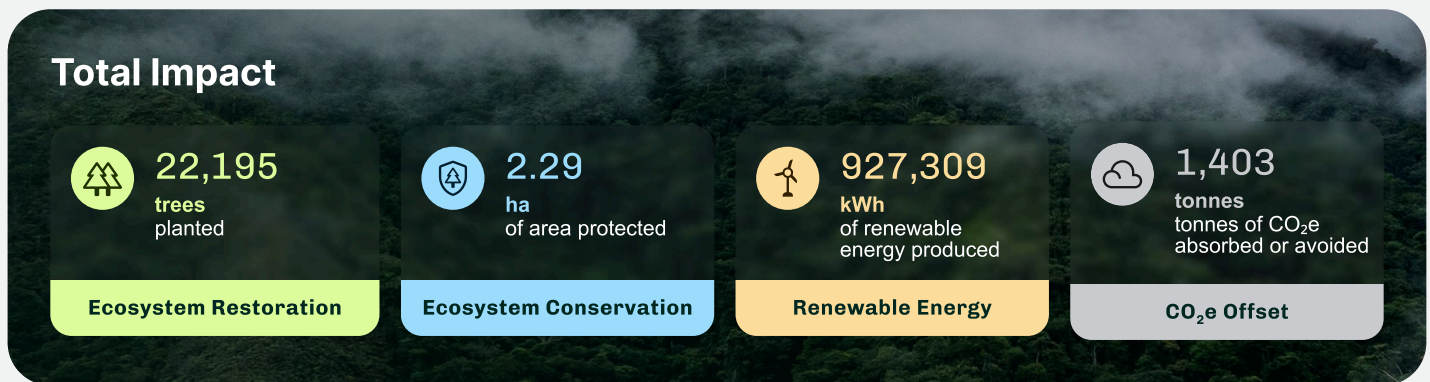 Total Impact
22,195
trees
planted
Ecosystem Restoration
2.29
ha
of area protected
Ecosystem Conservation
927,309
kWh
of renewable
energy produced
Renewable Energy
1,403
tonnes
tonnes of CO₂e
absorbed or avoided
CO₂e Offset